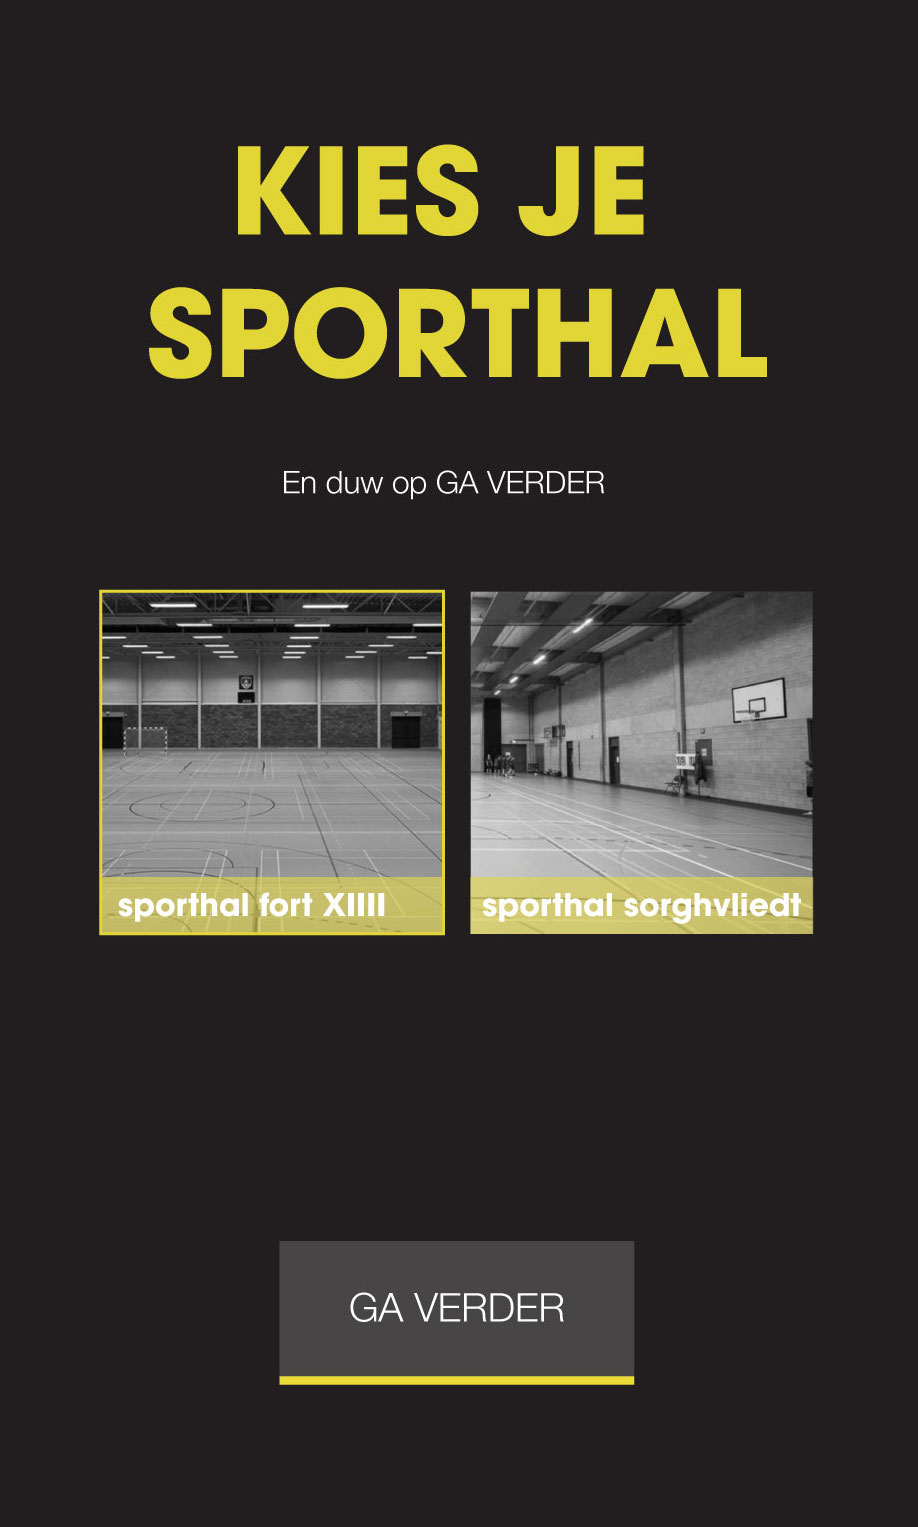 KIES JE
SPORTHAL
En duw op GA VERDER
sporthal fort XIIII
sporthal sorghvliedt
GA VERDER